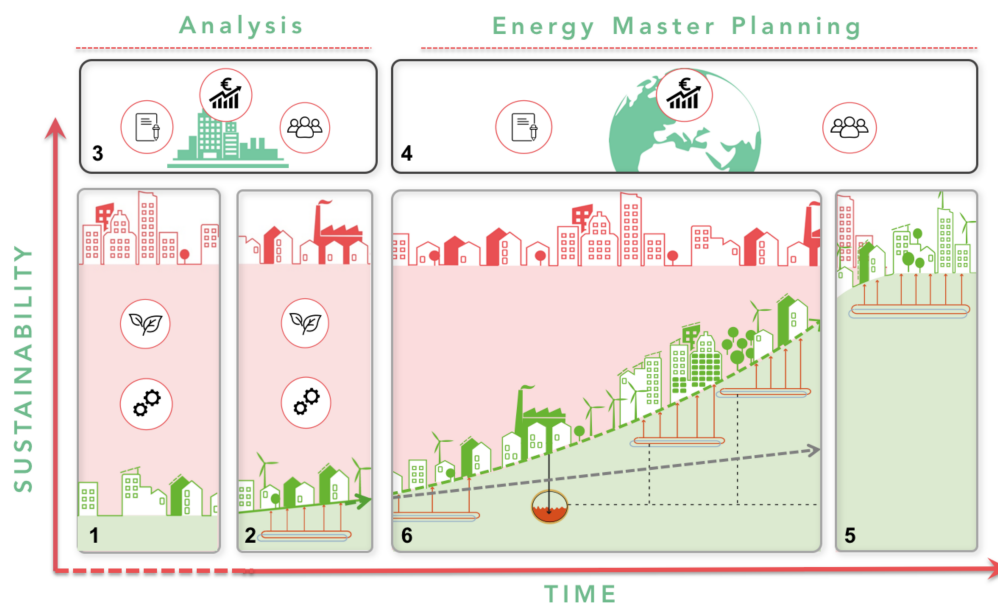 Analysis
Energy Master Planning
€
€
3
4
SUSTAINABILITY
1
2
6
5
TIME